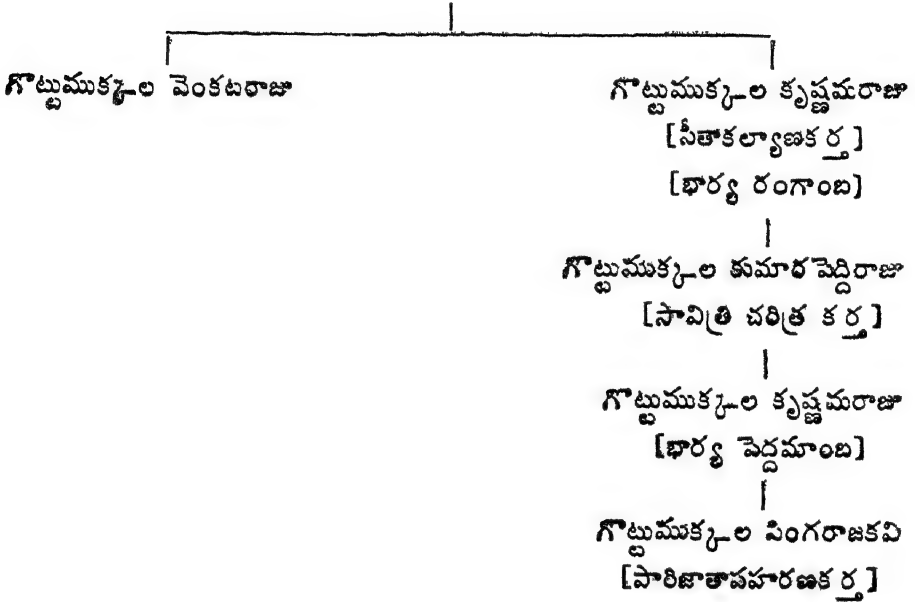 గొట్టుముక్కల వెంకటరాజు
గొట్టుముక్కల కృష్ణమరాజు
[సీతాకల్యాణకర్త]
[భార్య రంగాంబ]
గొట్టుముక్కల కుమారపెద్దిరాజు
[సావిత్రి చరిత్ర కర్త]
గొట్టుముక్కల కృష్ణమరాజు
[భార్య పెద్దమాంబ]
గొట్టుముక్కల సింగరాజకవి
[పారిజాతాపహరణకర్త]